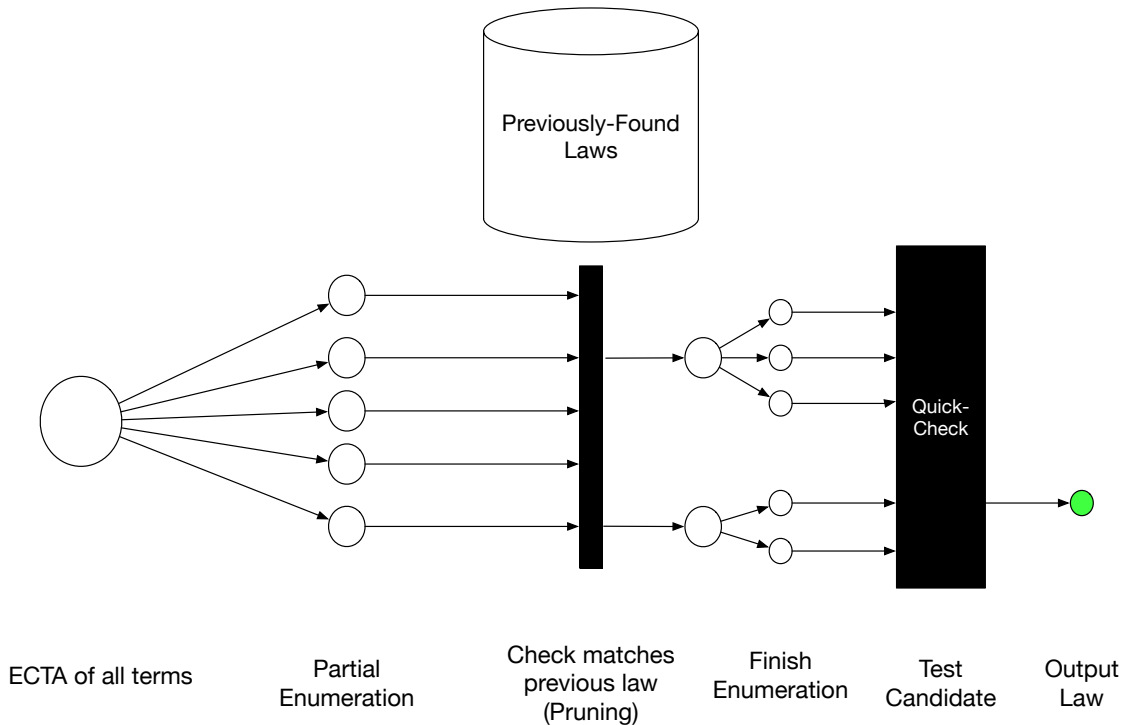 Previously-Found
Laws
Quick-
Check
ECTA of all terms
Partial
Enumeration
Check matches
previous law
(Pruning)
Finish
Enumeration
Test
Candidate
Output
Law